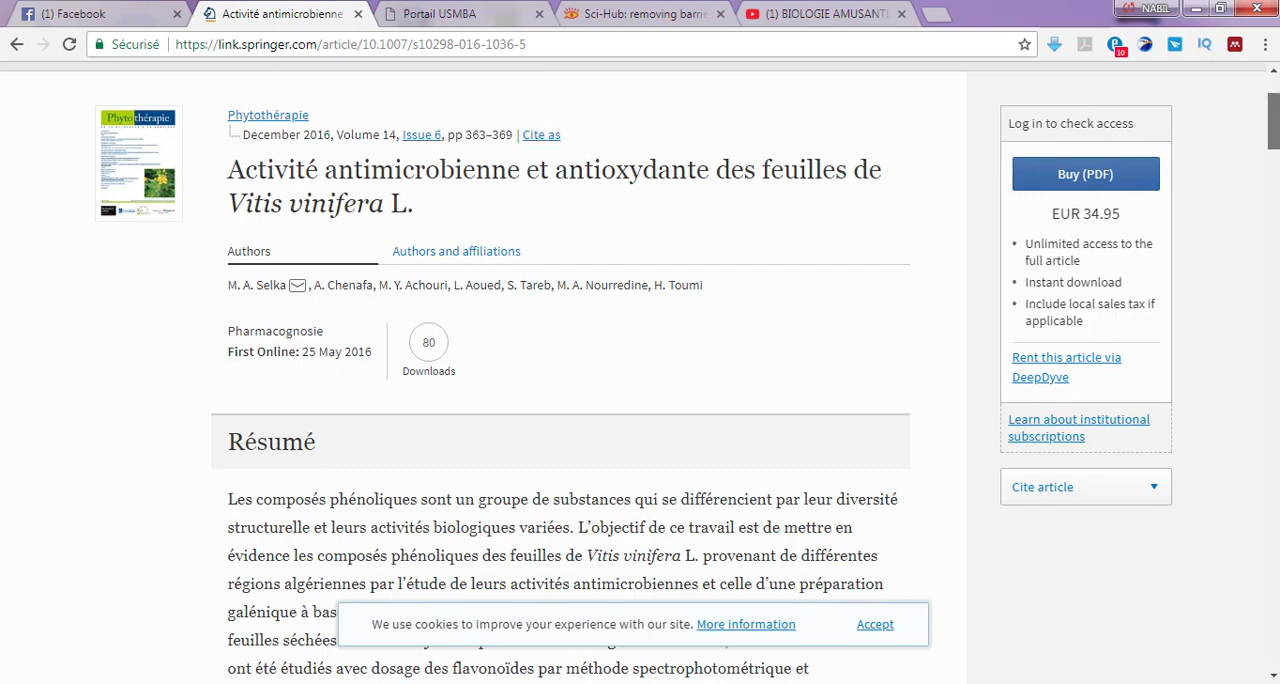 (1) Facebook
Activité antimicrobienne
Portail USMBA
Sci-Hub: removing barrie
(1) BIOLOGIE AMUSANTE
NABIL
Sécurisé
https://link.springer.com/article/10.1007/s10298-016-1036-5
10
IQ
Phytothérapie
Phytothérapie
December 2016, Volume 14, Issue 6, pp 363–369 | Cite as
Activité antimicrobienne et antioxydante des feuilles de
Vitis vinifera L.
Authors
Authors and affiliations
M. A. Selka , A. Chenafa, M. Y. Achouri, L. Aoued, S. Tareb, M. A. Nourredine, H. Toumi
Pharmacognosie
First Online: 25 May 2016
80
Downloads
Résumé
Les composés phénoliques sont un groupe de substances qui se différencient par leur diversité
structurelle et leurs activités biologiques variées. L’objectif de ce travail est de mettre en
évidence les composés phénoliques des feuilles de Vitis vinifera L. provenant de différentes
régions algériennes par l’étude de leurs activités antimicrobiennes et celle d’une préparation
galénique à bas
feuilles séchées
ont été étudiés avec dosage des flavonoïdes par méthode spectrophotométrique et
We use cookies to improve your experience with our site. More information
Accept
Log in to check access
Buy (PDF)
EUR 34.95
• Unlimited access to the
full article
• Instant download
• Include local sales tax if
applicable
Rent this article via
DeepDyve
Learn about institutional
subscriptions
Cite article